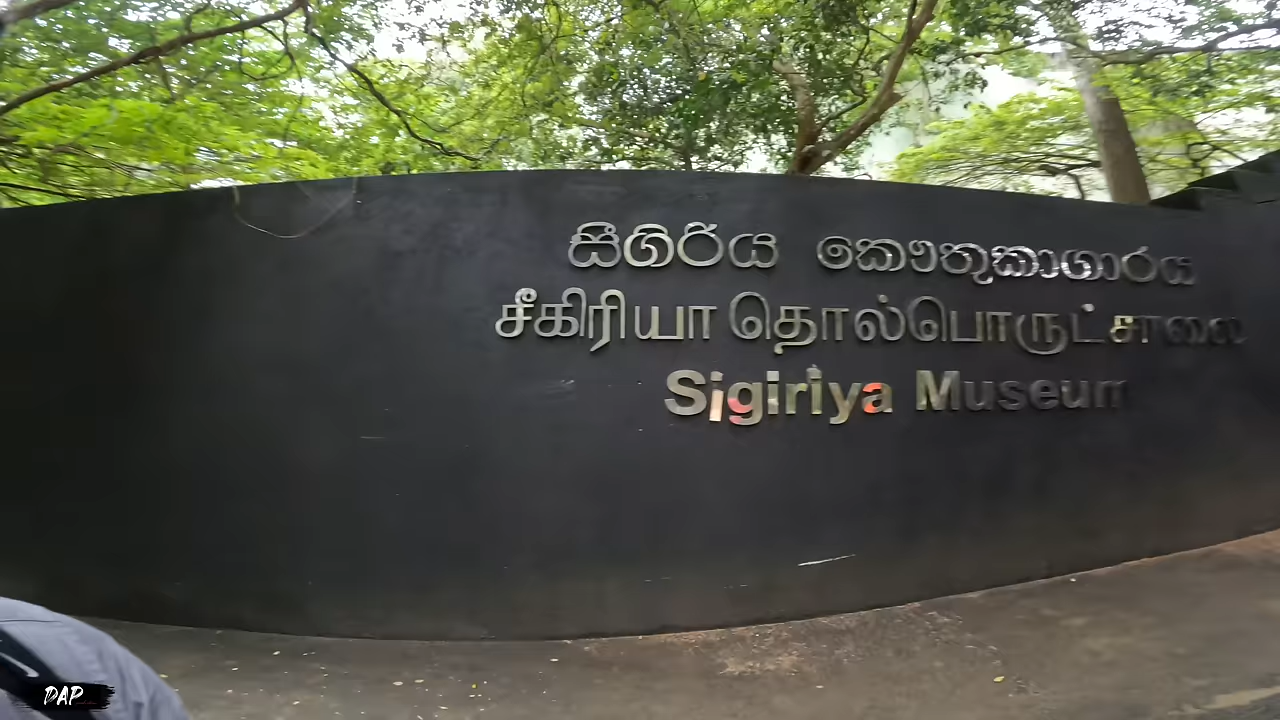 සීගිරිය කෞතුකාගාරය
சீகிரியா தொல்பொருட்சாலை
Sigiriya Museum
DAP